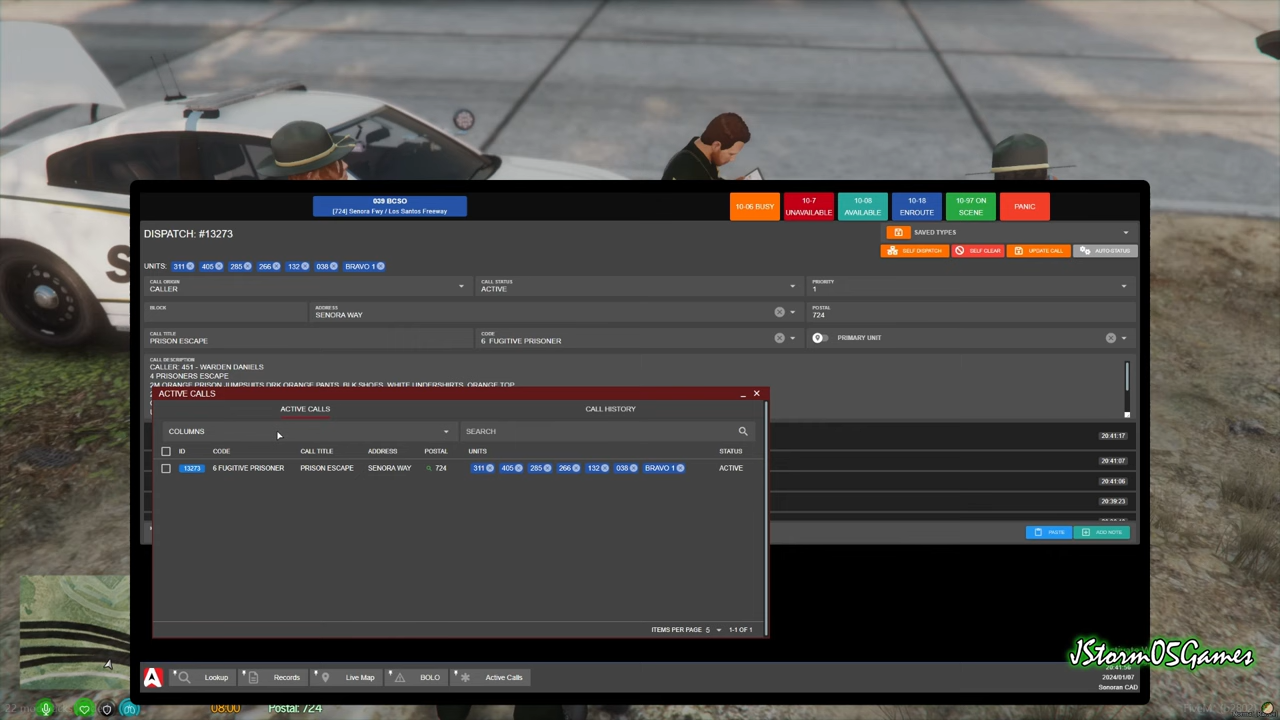 039 BCSO
[724] Senora Fwy / Los Santos Freeway
10-06 BUSY
10-7 UNAVAILABLE
10-08 AVAILABLE
10-18 ENROUTE
10-97 ON SCENE
PANIC
DISPATCH: #13273
SAVED TYPES
SELF DISPATCH
SELF CLEAR
UPDATE CALL
AUTO-STATUS
UNITS: 311 405 285 266 132 038 BRAVO 1
CALL ORIGIN
CALLER
CALL STATUS
ACTIVE
PRIORITY
1
BLOCK
ADDRESS
SENORA WAY
POSTAL
724
CALL TITLE
PRISON ESCAPE
CODE
6 FUGITIVE PRISONER
PRIMARY UNIT
CALL DESCRIPTION
CALLER: 451 - WARDEN DANIELS
4 PRISONERS ESCAPE
2M ORANGE PRISON JUMPSUITS DRK ORANGE PANTS, BLK SHOES, WHITE UNDERSHIRTS, ORANGE TOP
ACTIVE CALLS
ACTIVE CALLS CALL HISTORY
COLUMNS SEARCH
ID CODE CALL TITLE ADDRESS POSTAL UNITS STATUS
13273 6 FUGITIVE PRISONER PRISON ESCAPE SENORA WAY 724 311 405 285 266 132 038 BRAVO 1 ACTIVE
20:41:17
20:41:07
20:41:06
20:39:23
PASTE ADD NOTE
ITEMS PER PAGE 5 1-1 OF 1
JStorm05Games
Lookup Records Live Map BOLO Active Calls
2024/01/07
Sonoran CAD
08:00 Postal: 724